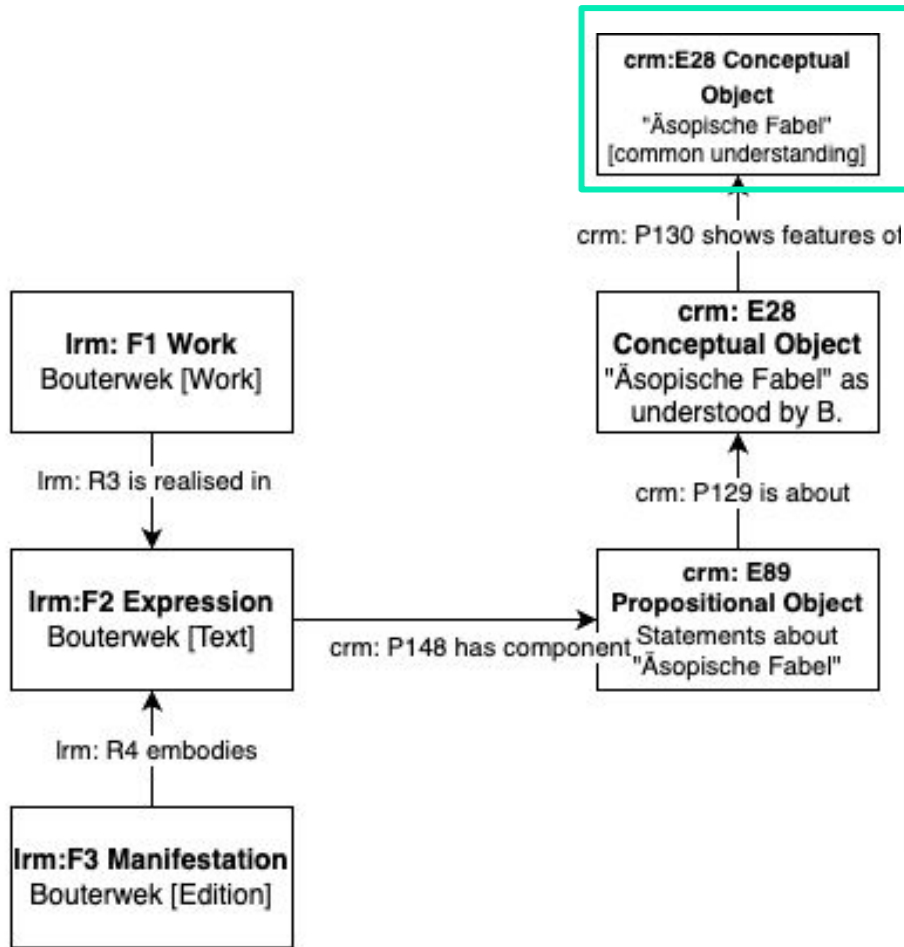 crm:E28 Conceptual
Object
"Äsopische Fabel"
[common understanding]
crm: P130 shows features of
lrm: F1 Work
Bouterwek [Work]
crm: E28
Conceptual Object
"Äsopische Fabel" as
understood by B.
lrm: R3 is realised in
crm: P129 is about
lrm:F2 Expression
Bouterwek [Text]
crm: P148 has component
crm: E89
Propositional Object
Statements about
"Äsopische Fabel"
lrm: R4 embodies
lrm:F3 Manifestation
Bouterwek [Edition]